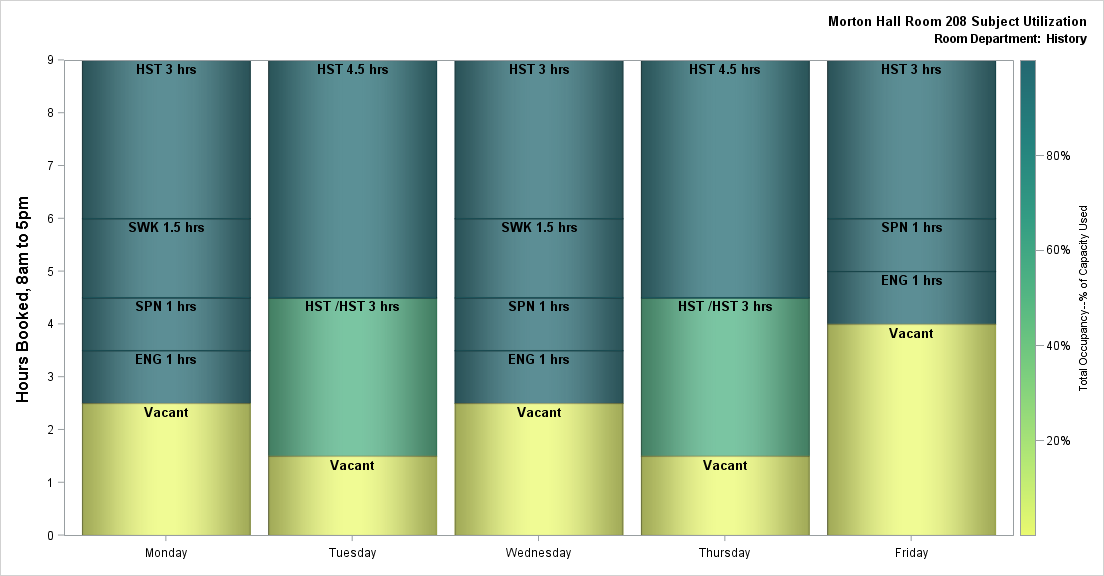 Morton Hall Room 208 Subject Utilization
Room Department: History
Hours Booked, 8am to 5pm
9
8
7
6
5
4
3
2
1
0
HST 3 hrs
SWK 1.5 hrs
SPN 1 hrs
ENG 1 hrs
Vacant
HST 4.5 hrs
HST /HST 3 hrs
Vacant
HST 3 hrs
SWK 1.5 hrs
SPN 1 hrs
ENG 1 hrs
Vacant
HST 4.5 hrs
HST /HST 3 hrs
Vacant
HST 3 hrs
SPN 1 hrs
ENG 1 hrs
Vacant
Monday
Tuesday
Wednesday
Thursday
Friday
80%
60%
40%
20%
Total Occupancy--% of Capacity Used